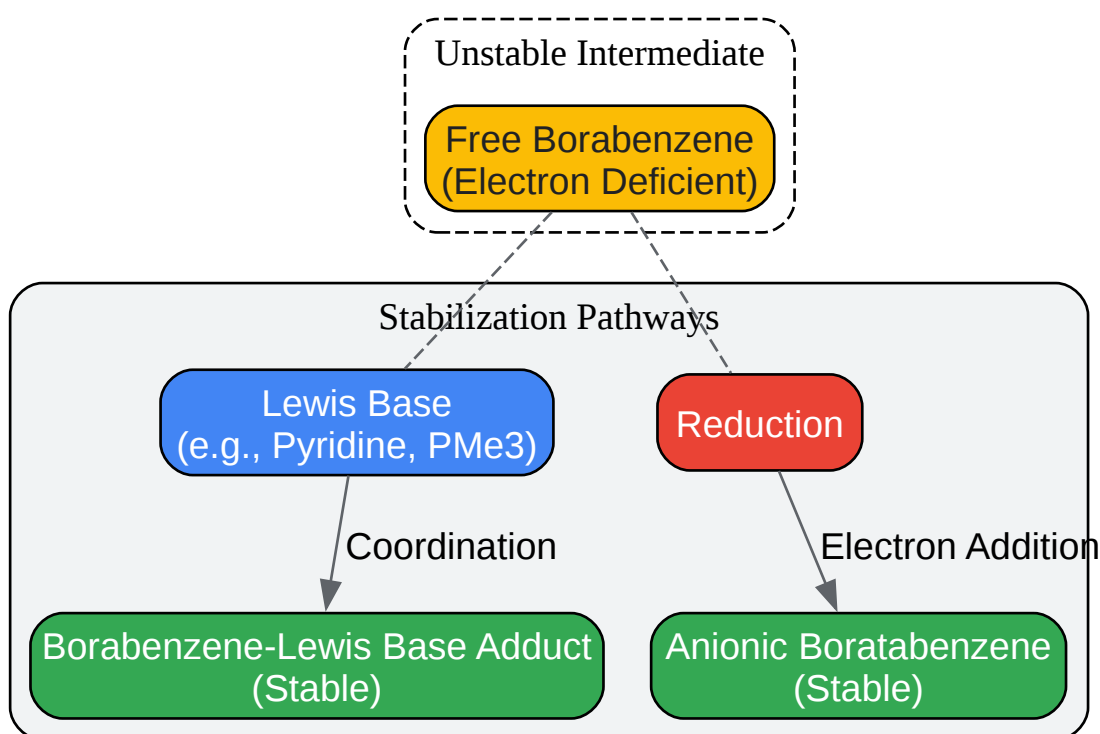 Unstable Intermediate
Free Borabenzene
(Electron Deficient)
Stabilization Pathways
Lewis Base
(e.g., Pyridine, PMe3)
Reduction
Coordination
Electron Addition
Borabenzene-Lewis Base Adduct
(Stable)
Anionic Boratabenzene
(Stable)